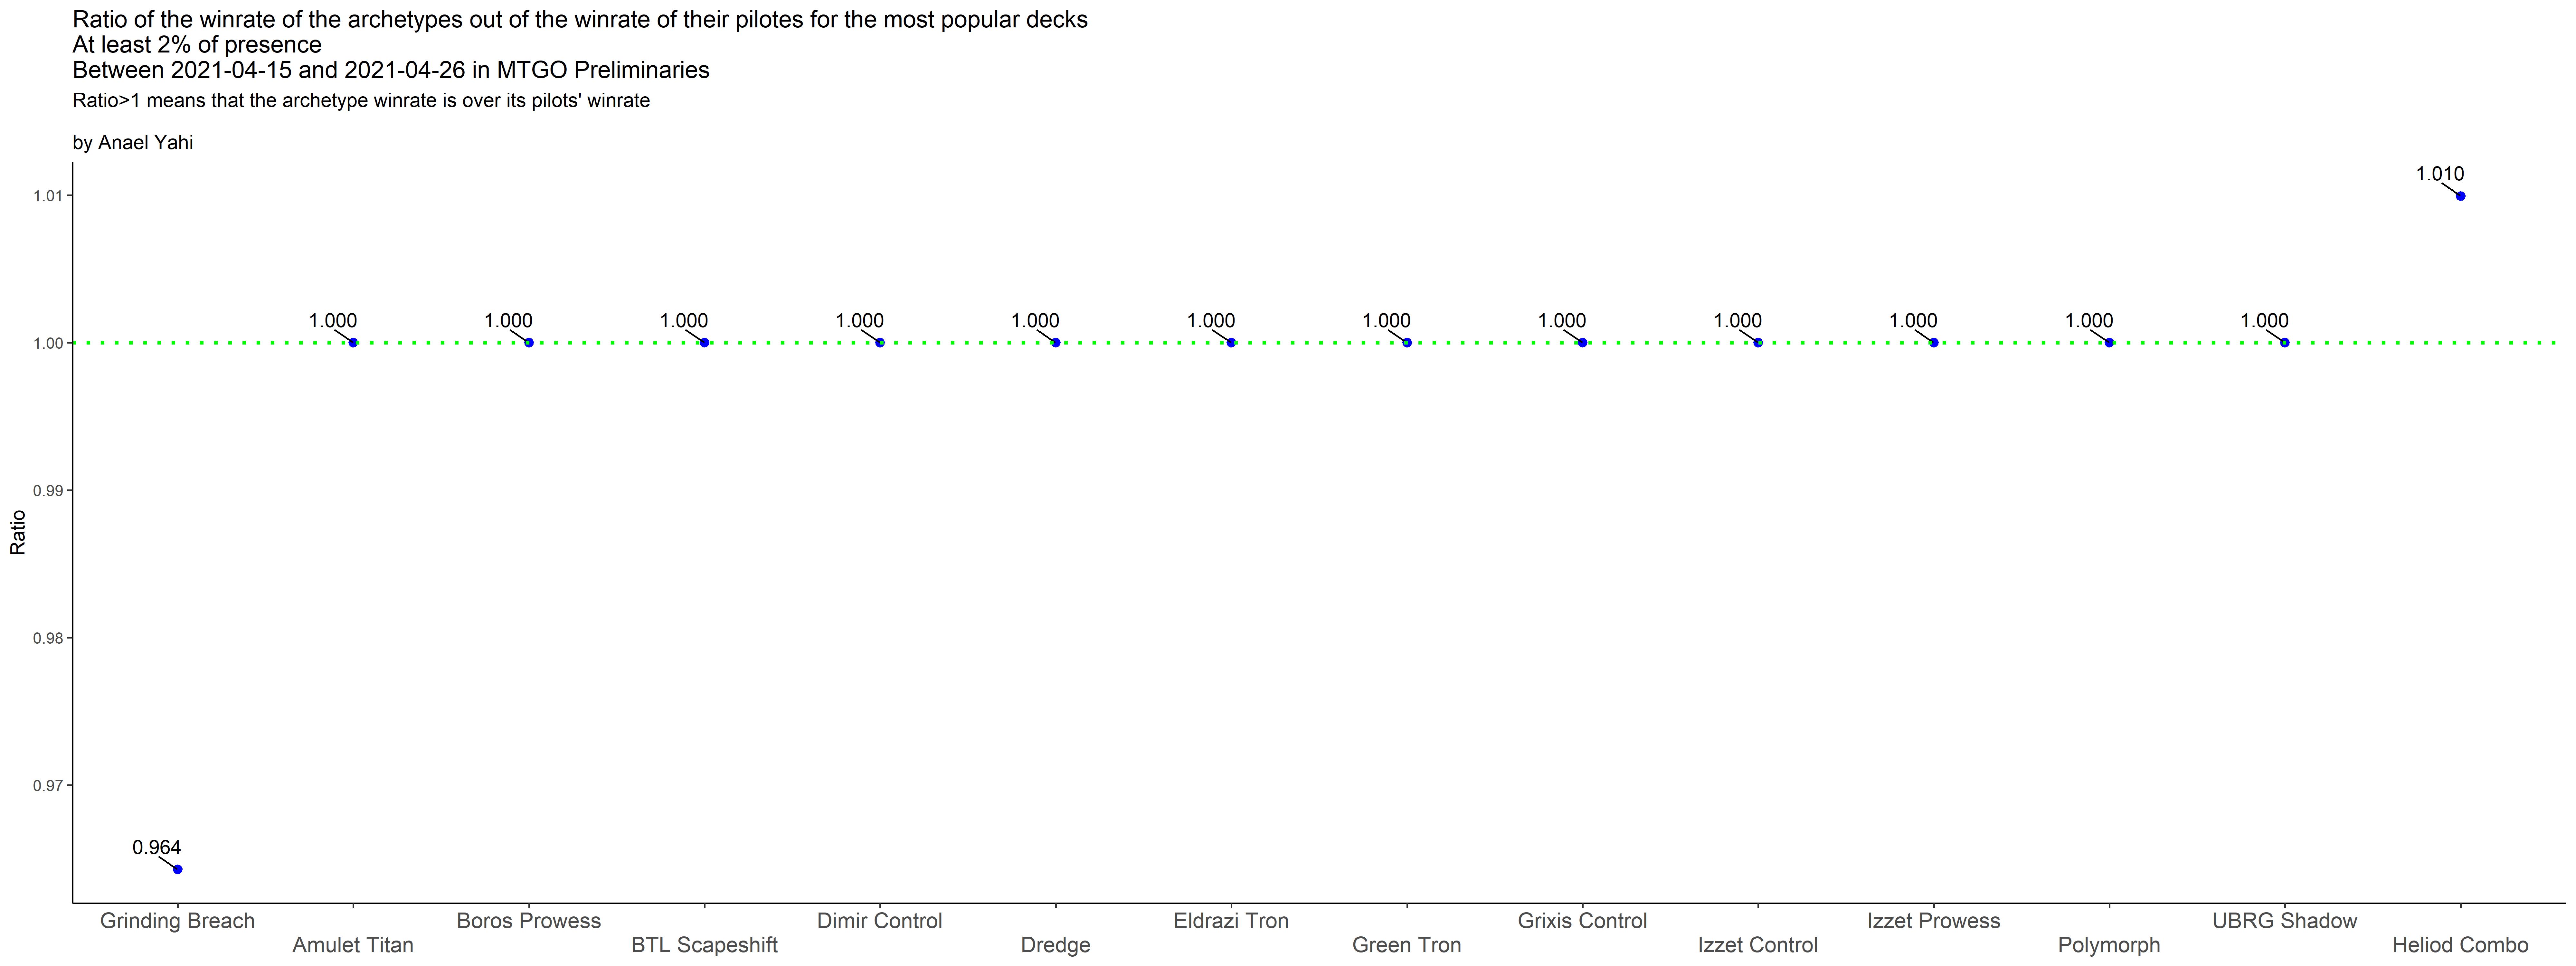 Ratio of the winrate of the archetypes out of the winrate of their pilotes for the most popular decks
At least 2% of presence
Between 2021-04-15 and 2021-04-26 in MTGO Preliminaries
Ratio>1 means that the archetype winrate is over its pilots' winrate
by Anael Yahi
1.010
1.01
1.000 1.000 1.000 1.000 1.000 1.000 1.000 1.000 1.000 1.000 1.000 1.000
1.00
0.99
Ratio
0.98
0.97
0.964
Grinding Breach Boros Prowess Dimir Control Eldrazi Tron Grixis Control Izzet Prowess UBRG Shadow
Amulet Titan BTL Scapeshift Dredge Green Tron Izzet Control Polymorph Heliod Combo